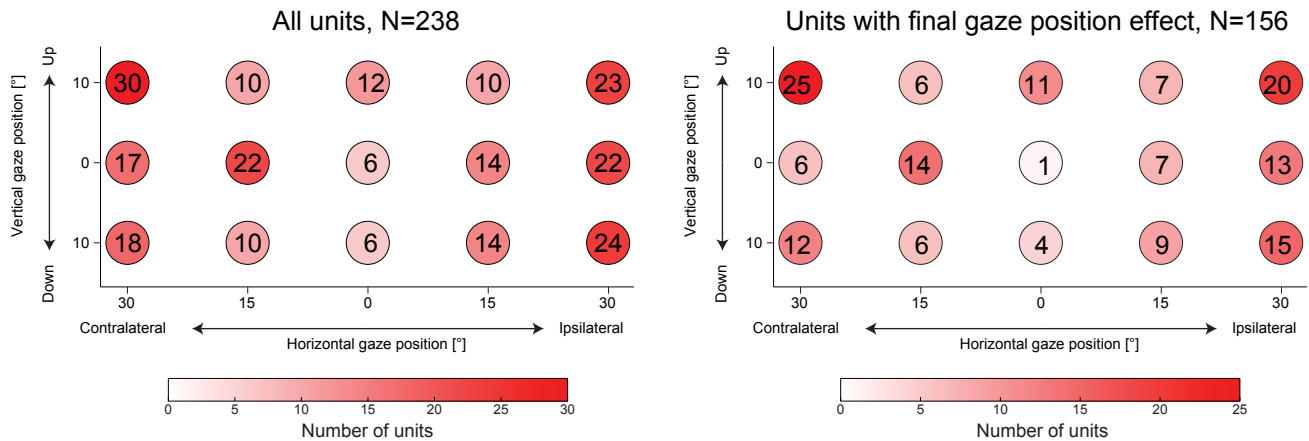 All units, N=238
Up
Vertical gaze position [°]
Down
10
0
10
30 10 12 10 23
17 22 6 14 22
18 10 6 14 24
30 15 0 15 30
Contralateral Ipsilateral
Horizontal gaze position [°]
0 5 10 15 20 25 30
Number of units
Units with final gaze position effect, N=156
Up
Vertical gaze position [°]
Down
10
0
10
25 6 11 7 20
6 14 1 7 13
12 6 4 9 15
30 15 0 15 30
Contralateral Ipsilateral
Horizontal gaze position [°]
0 5 10 15 20 25
Number of units